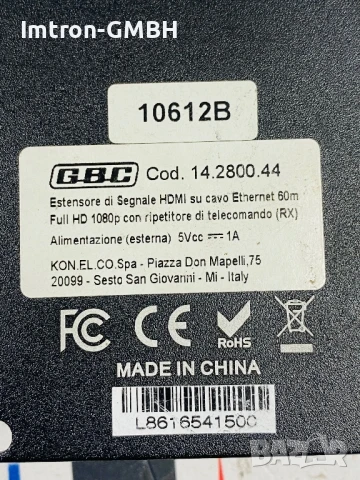 Imtron-GMBH
10612B
G.B.C Cod. 14.2800.44
Estensore di Segnale HDMI su cavo Ethernet 60m
Full HD 1080p con ripetitore di telecomando (RX)
Alimentazione (esterna) 5Vcc ⎓ 1A
KON.EL.CO.Spa - Piazza Don Mapelli,75
20099 - Sesto San Giovanni - Mi - Italy
FC CE RoHS
MADE IN CHINA
L861654150C
BAZAR